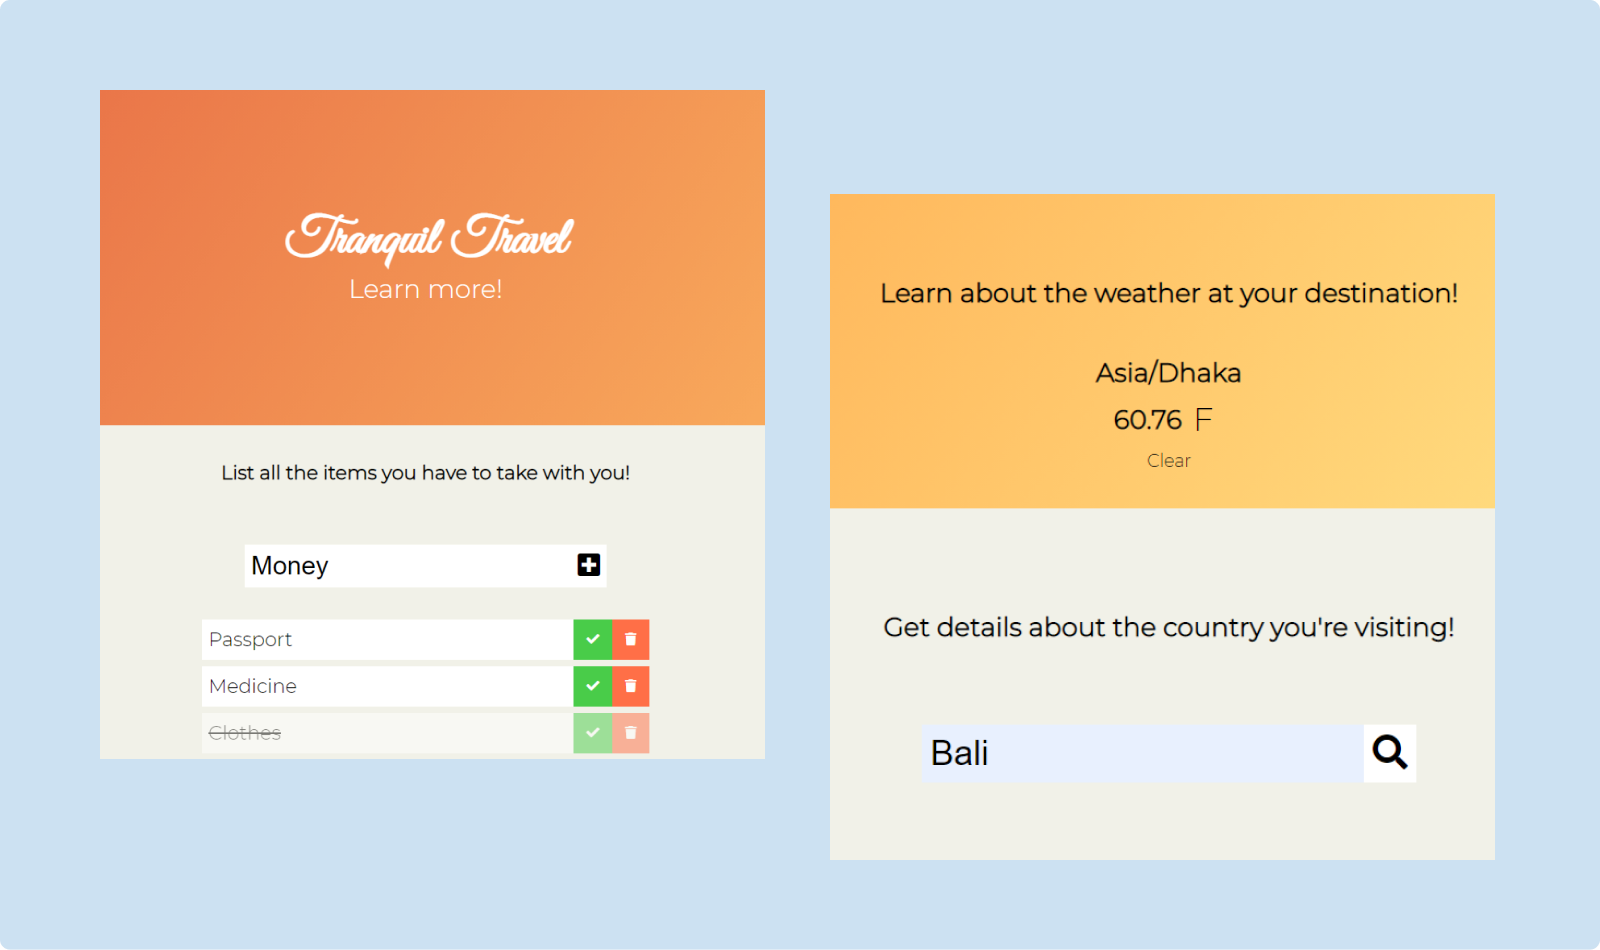 Tranquil Travel
Learn more!
List all the items you have to take with you!
Money
Passport
Medicine
Clothes
Learn about the weather at your destination!
Asia/Dhaka
60.76 F
Clear
Get details about the country you're visiting!
Bali